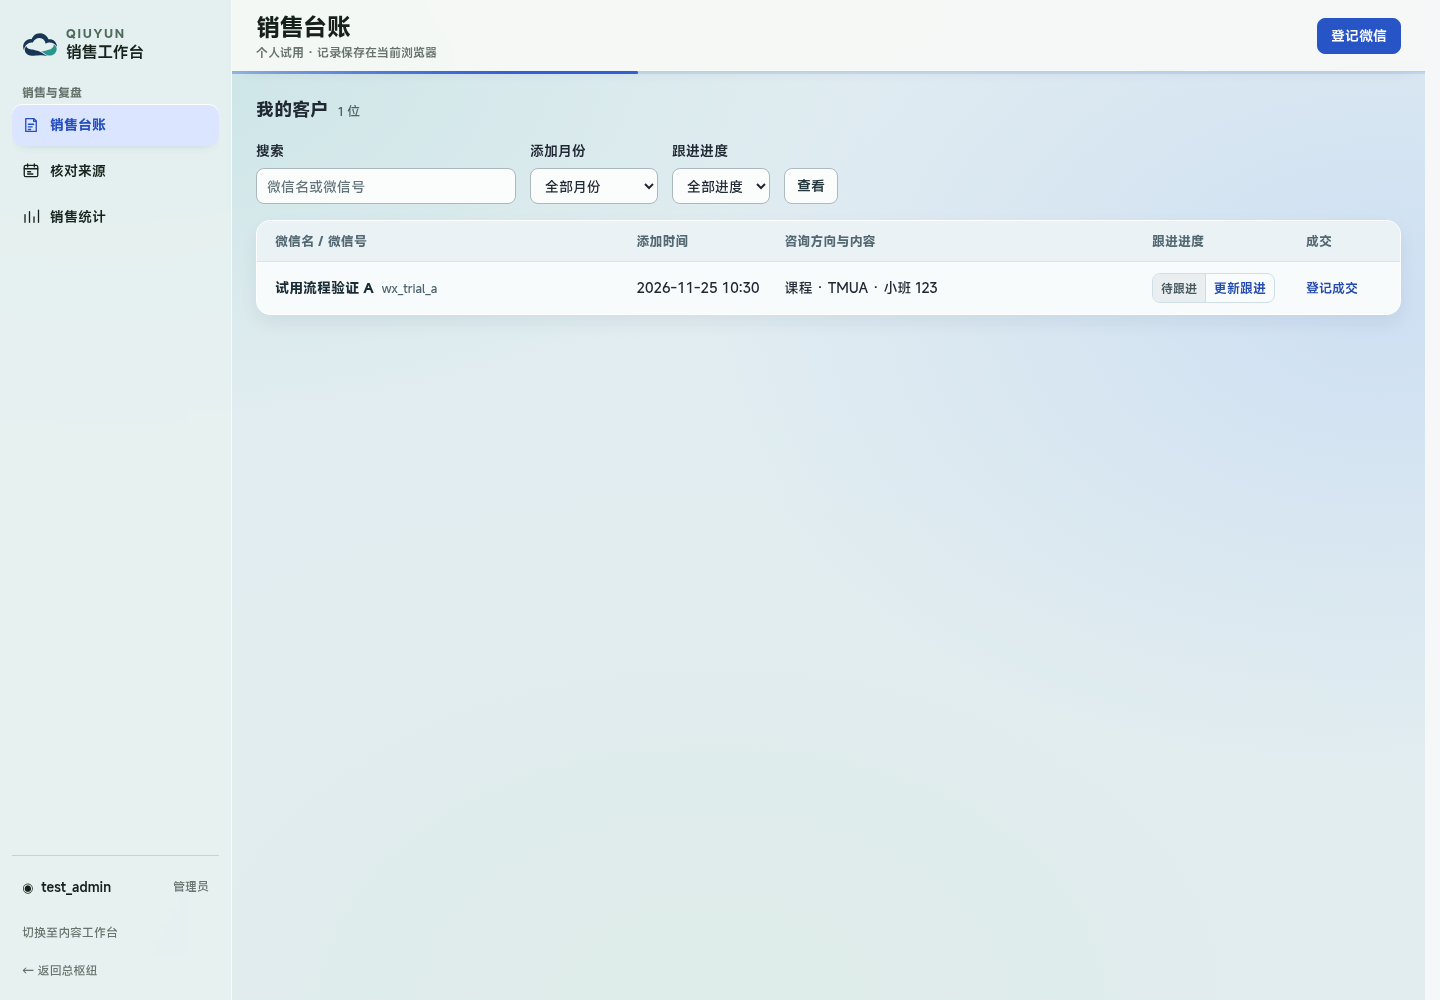 QIUYUN
销售工作台
销售与复盘
销售台账
核对来源
销售统计
test_admin 管理员
切换至内容工作台
← 返回总枢纽
销售台账
个人试用 · 记录保存在当前浏览器
登记微信
我的客户 1 位
搜索 添加月份 跟进进度
微信名或微信号 全部月份 全部进度 查看
微信名 / 微信号 添加时间 咨询方向与内容 跟进进度 成交
试用流程验证 A wx_trial_a 2026-11-25 10:30 课程 · TMUA · 小班 123 待跟进 更新跟进 登记成交